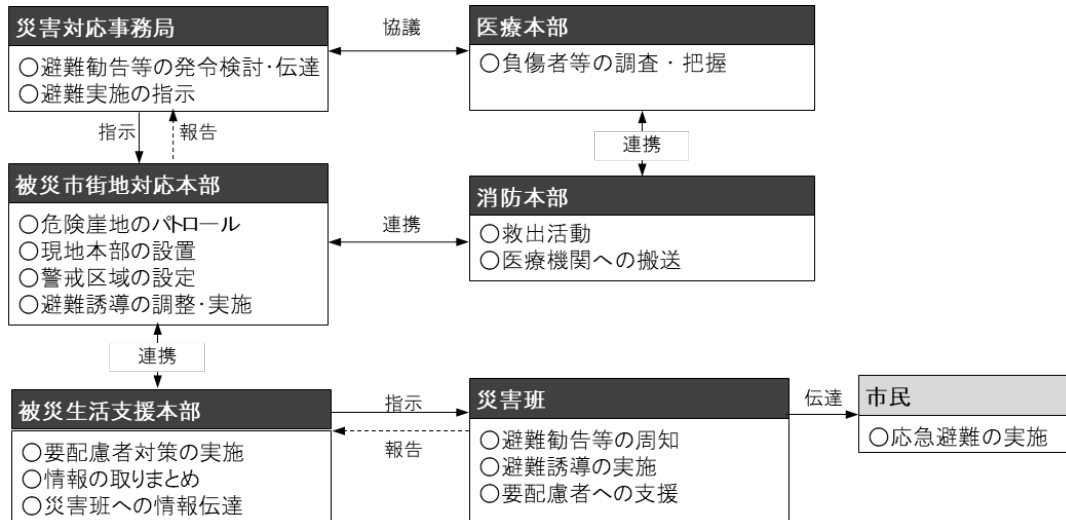 災害対応事務局
○避難勧告等の発令検討・伝達
○避難実施の指示
協議
医療本部
○負傷者等の調査・把握
指示
報告
連携
被災市街地対応本部
○危険崖地のパトロール
○現地本部の設置
○警戒区域の設定
○避難誘導の調整・実施
連携
消防本部
○救出活動
○医療機関への搬送
連携
被災生活支援本部
○要配慮者対策の実施
○情報の取りまとめ
○災害班への情報伝達
指示
報告
災害班
○避難勧告等の周知
○避難誘導の実施
○要配慮者への支援
伝達
市民
○応急避難の実施